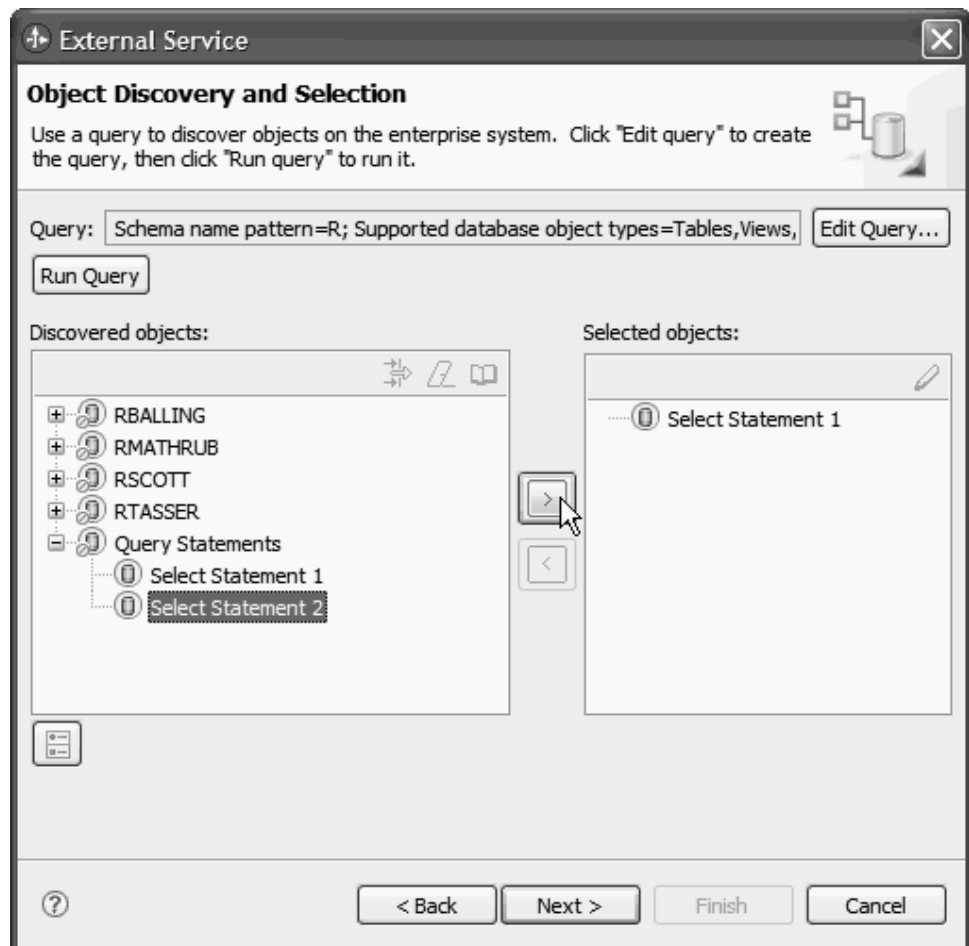 External Service
Object Discovery and Selection
Use a query to discover objects on the enterprise system. Click "Edit query" to create
the query, then click "Run query" to run it.
Query: Schema name pattern=R; Supported database object types=Tables,Views, Edit Query...
Run Query
Discovered objects:
RBALLING
RMATHRUB
RSCOTT
RTASSER
Query Statements
Select Statement 1
Select Statement 2
>
<
Selected objects:
Select Statement 1
? < Back Next > Finish Cancel